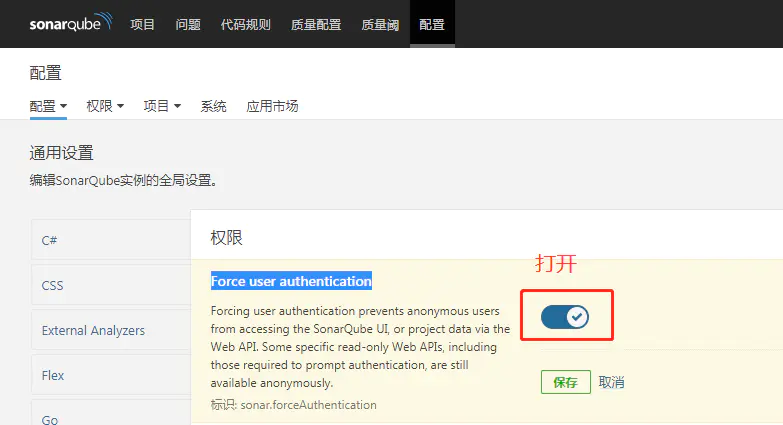 sonarqube 项目 问题 代码规则 质量配置 质量阈 配置
配置
配置 权限 项目 系统 应用市场
通用设置
编辑SonarQube实例的全局设置。
C#
CSS
External Analyzers
Flex
Go
权限
打开
Force user authentication
Forcing user authentication prevents anonymous users
from accessing the SonarQube UI, or project data via the
Web API. Some specific read-only Web APIs, including
those required to prompt authentication, are still
available anonymously.
标识: sonar.forceAuthentication
保存 取消